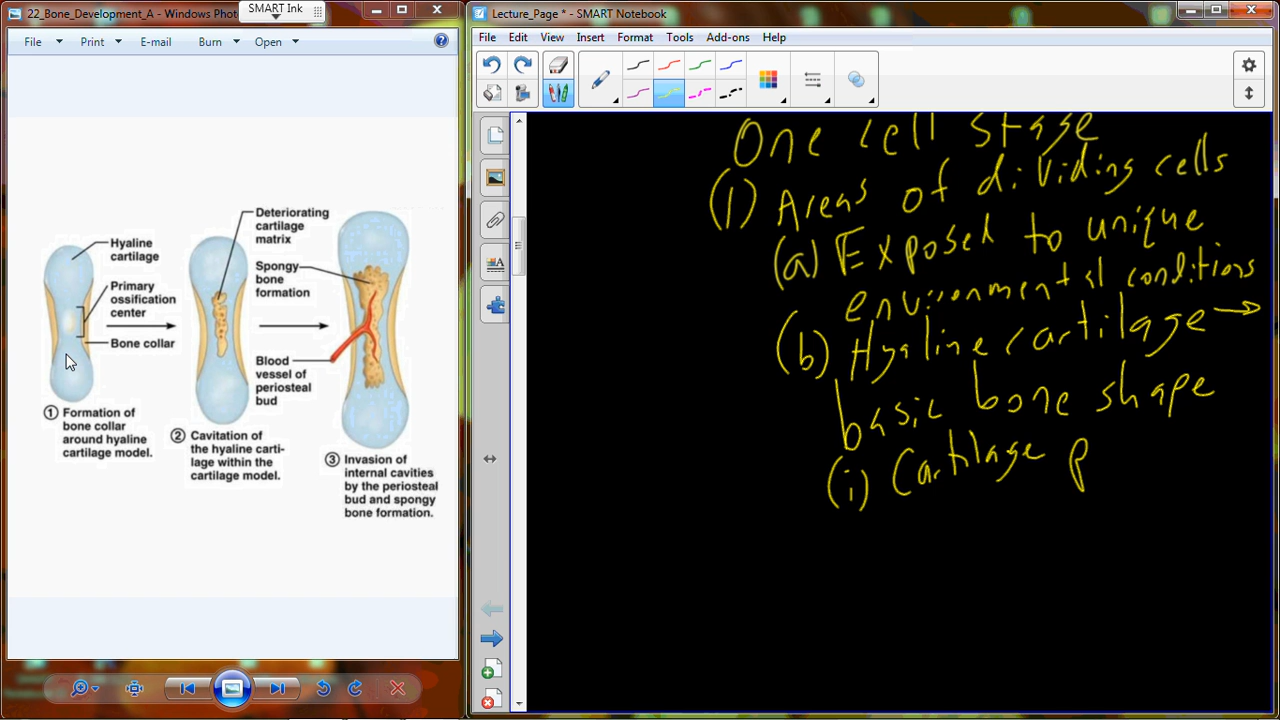 22_Bone_Development_A - Windows Phot
SMART Ink
File Print E-mail Burn Open
Hyaline
cartilage
Primary
ossification
center
Bone collar
Deteriorating
cartilage
matrix
Spongy
bone
formation
Blood
vessel of
periosteal
bud
① Formation of
bone collar
around hyaline
cartilage model.
② Cavitation of
the hyaline carti-
lage within the
cartilage model.
③ Invasion of
internal cavities
by the periosteal
bud and spongy
bone formation.
Lecture_Page * - SMART Notebook
File Edit View Insert Format Tools Add-ons Help
One cell stage
(1) Areas of dividing cells
(a) Exposed to unique
environmental conditions
(b) Hyaline cartilage →
basic bone shape
(i) Cartilage p